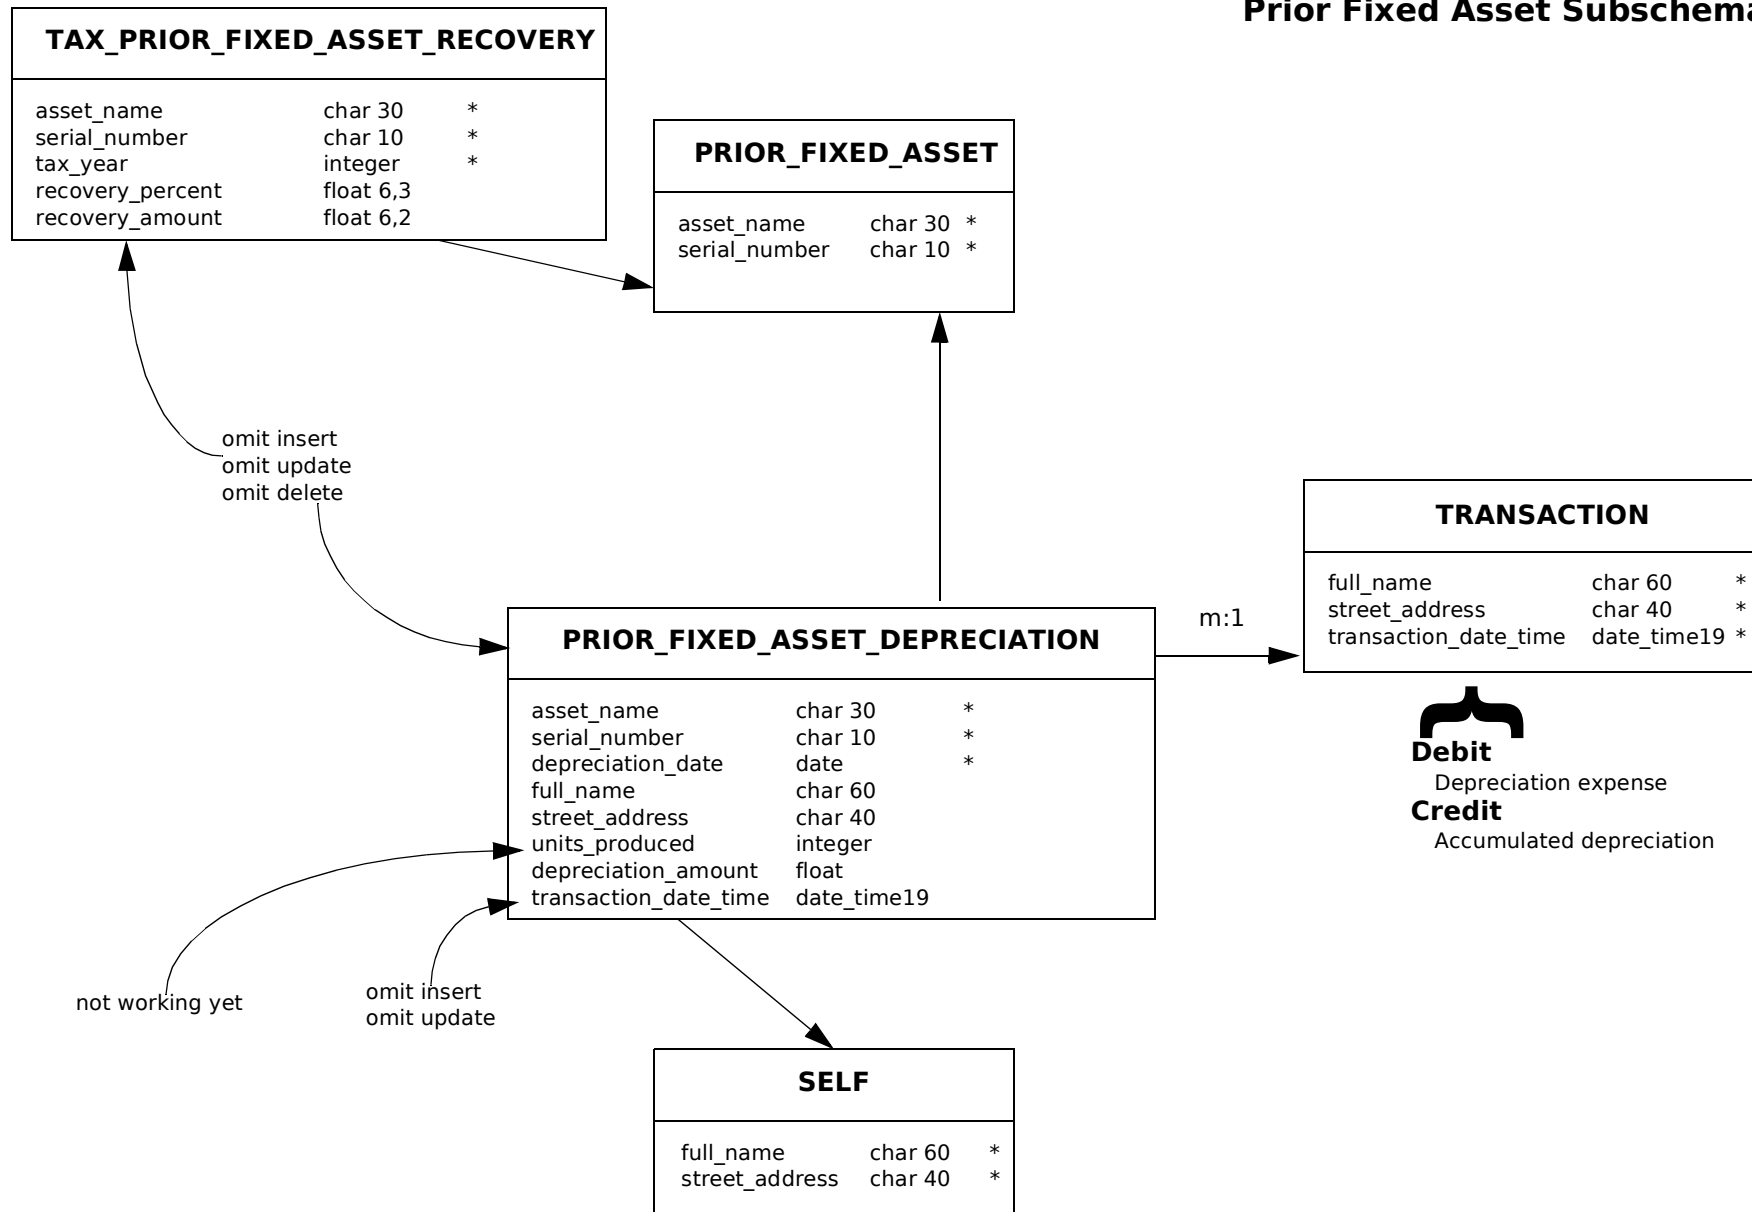 Prior Fixed Asset Subschema
TAX_PRIOR_FIXED_ASSET_RECOVERY
asset_name char 30 *
serial_number char 10 *
tax_year integer *
recovery_percent float 6,3
recovery_amount float 6,2
PRIOR_FIXED_ASSET
asset_name char 30 *
serial_number char 10 *
omit insert
omit update
omit delete
TRANSACTION
full_name char 60 *
street_address char 40 *
transaction_date_time date_time19 *
m:1
PRIOR_FIXED_ASSET_DEPRECIATION
asset_name char 30 *
serial_number char 10 *
depreciation_date date *
full_name char 60
street_address char 40
units_produced integer
depreciation_amount float
transaction_date_time date_time19
{
Debit
Depreciation expense
Credit
Accumulated depreciation
not working yet
omit insert
omit update
SELF
full_name char 60 *
street_address char 40 *